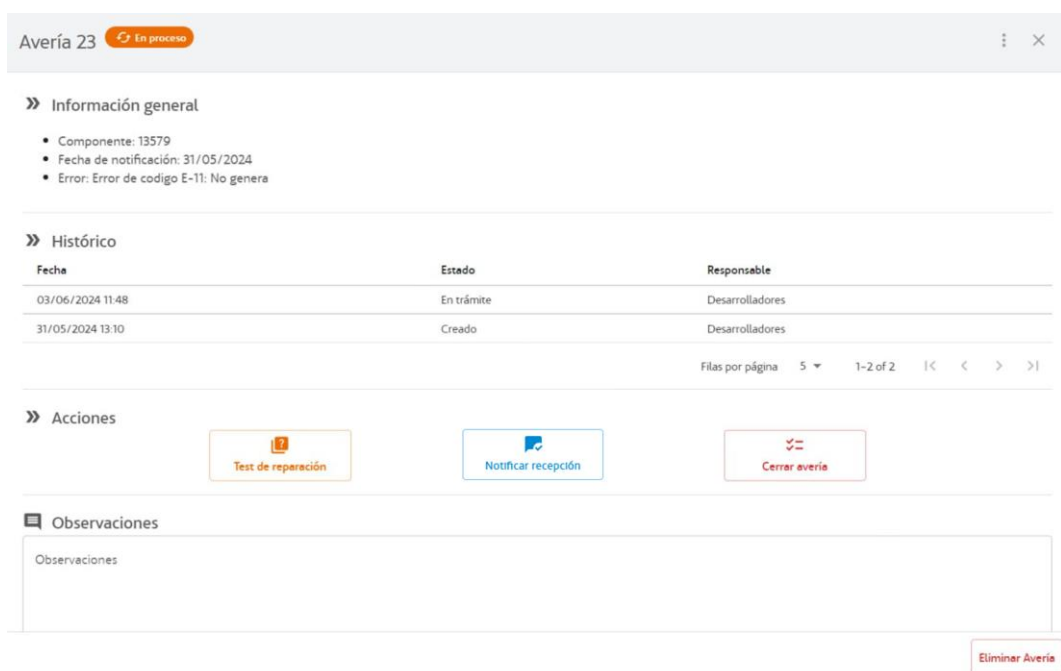 Avería 23 En proceso
Información general
Componente: 13579
Fecha de notificación: 31/05/2024
Error: Error de codigo E-11: No genera
Histórico
Fecha Estado Responsable
03/06/2024 11:48 En trámite Desarrolladores
31/05/2024 13:10 Creado Desarrolladores
Filas por página 5 1-2 of 2
Acciones
Test de reparación Notificar recepción Cerrar avería
Observaciones
Observaciones
Eliminar Avería